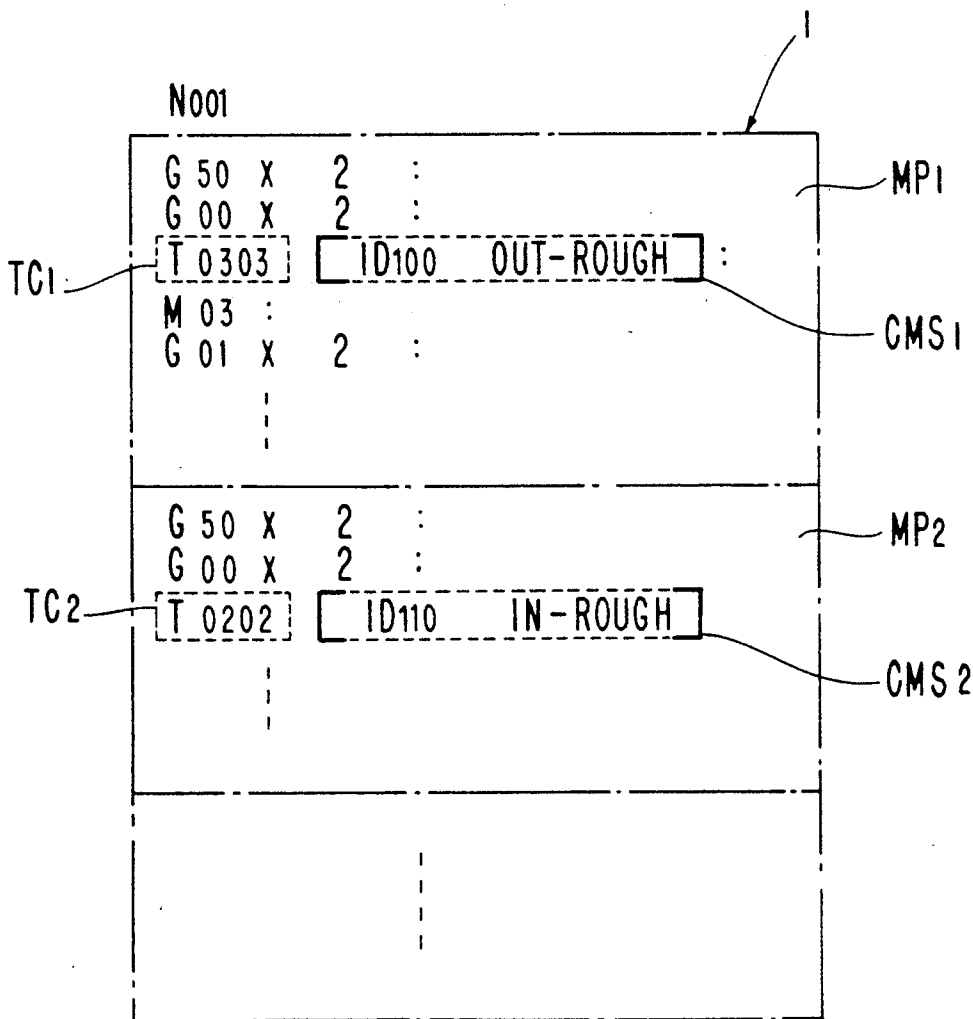 1
N001
G 50 X 2 :
MP1
G 00 X 2 :
TC1
T 0303 [ ID100 OUT-ROUGH ] :
M 03 :
CMS1
G 01 X 2 :
G 50 X 2 :
MP2
G 00 X 2 :
TC2
T 0202 [ ID110 IN-ROUGH ]
CMS2